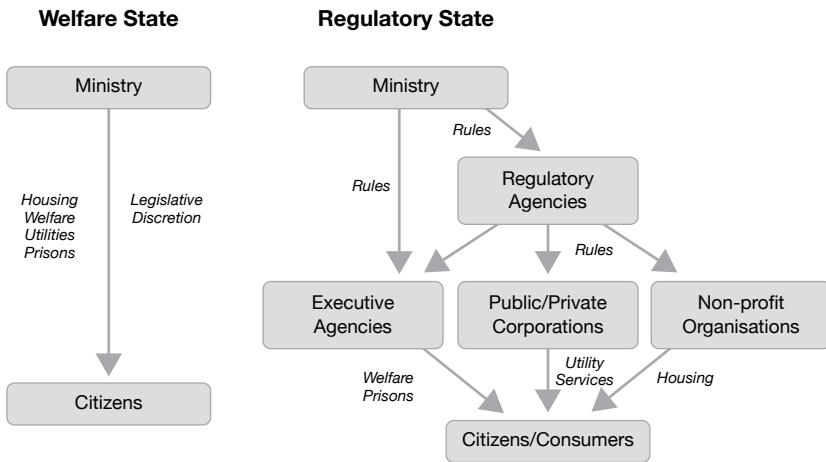 Welfare State
Ministry
Housing
Welfare
Utilities
Prisons
Legislative
Discretion
Citizens
Regulatory State
Ministry
Rules
Rules
Regulatory
Agencies
Rules
Executive
Agencies
Public/Private
Corporations
Non-profit
Organisations
Welfare
Prisons
Utility
Services
Housing
Citizens/Consumers